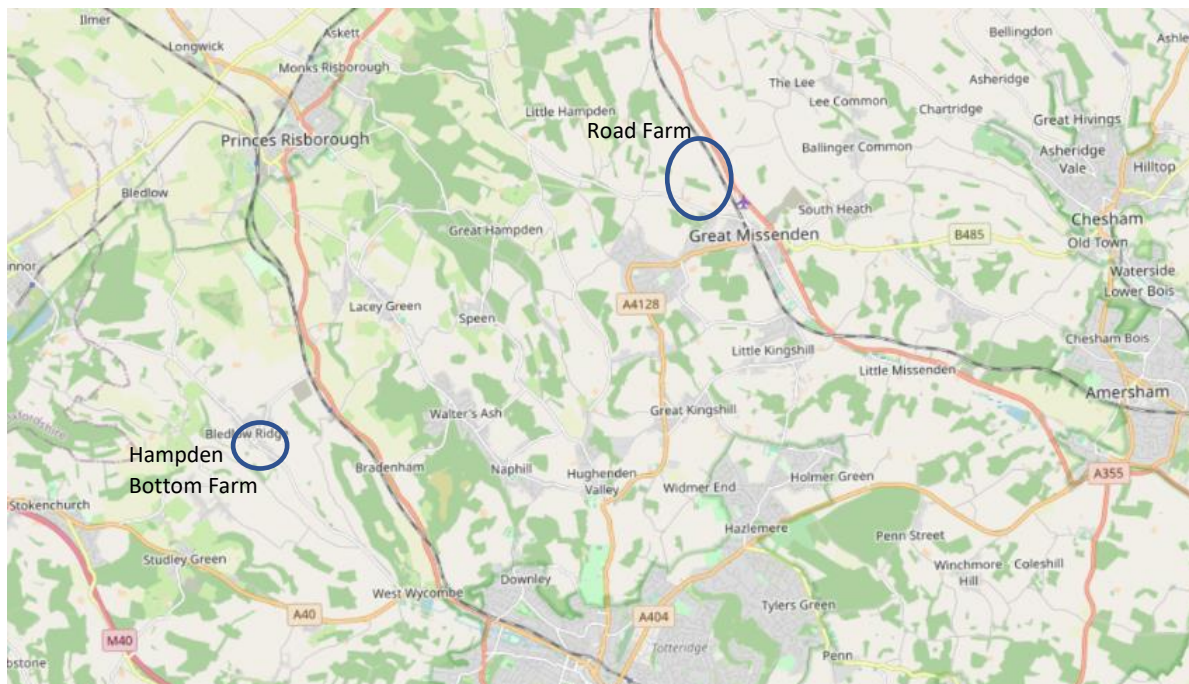 Ilmer
Askett
Longwick
Monks Risborough
Bellingdon
The Lee
Asheridge
Little Hampden
Lee Common
Chartridge
Road Farm
Great Hivings
Princes Risborough
Ballinger Common
Asheridge
Vale
Hilltop
Bledlow
South Heath
Chesham
Great Hampden
Great Missenden
B485
Old Town
Waterside
Lower Bois
A4128
Lacey Green
Speen
Little Kingshill
Chesham Bois
Little Missenden
Amersham
Walter's Ash
Great Kingshill
Bledlow Ridge
Hampden
Bottom Farm
Bradenham
Naphill
Hughenden
Valley
Widmer End
Holmer Green
A355
Stokenchurch
Hazlemere
Penn Street
Studley Green
Winchmore
Hill
Coleshill
Downley
West Wycombe
A40
A404
Tylers Green
M40
Totteridge
Penn